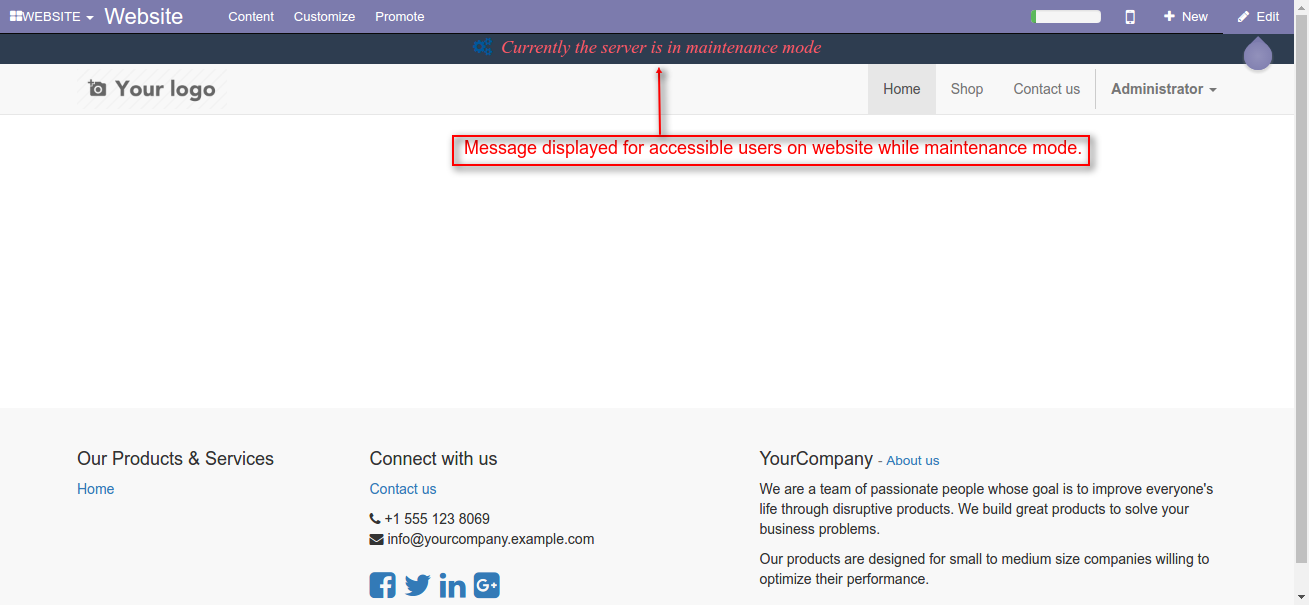 WEBSITE Website Content Customize Promote New Edit
Currently the server is in maintenance mode
Your logo Home Shop Contact us Administrator
Message displayed for accessible users on website while maintenance mode.
Our Products & Services
Home
Connect with us
Contact us
+1 555 123 8069
info@yourcompany.example.com
YourCompany - About us
We are a team of passionate people whose goal is to improve everyone's
life through disruptive products. We build great products to solve your
business problems.
Our products are designed for small to medium size companies willing to
optimize their performance.